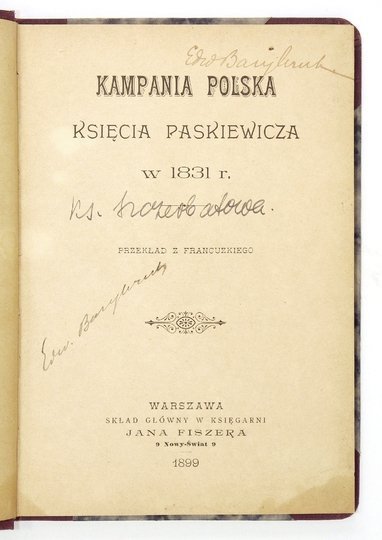 KAMPANIA POLSKA
KSIĘCIA PASKIEWICZA
w 1831 r.
Ks. Szczerbatowa.
PRZEKŁAD Z FRANCUZKIEGO
Edw.
WARSZAWA
SKŁAD GŁÓWNY W KSIĘGARNI
JANA FISZERA
9 Nowy-Świat 9
1899